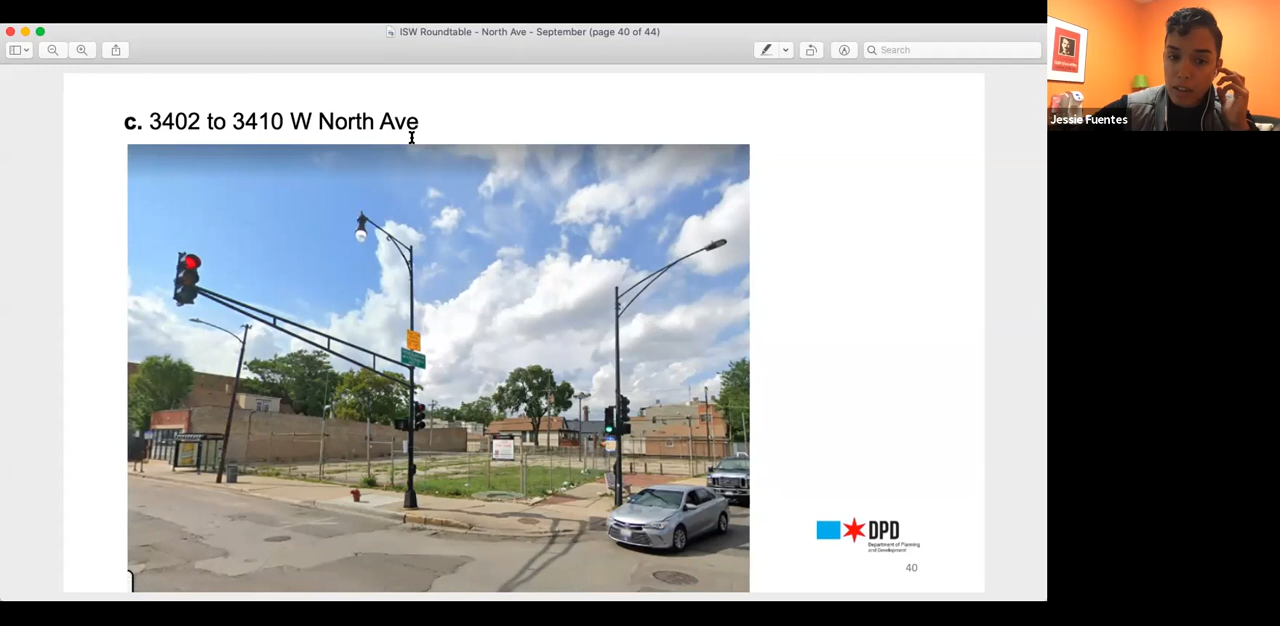 ISW Roundtable - North Ave - September (page 40 of 44)
Search
c. 3402 to 3410 W North Ave
DPD
Department of Planning
and Development
40
Jessie Fuentes